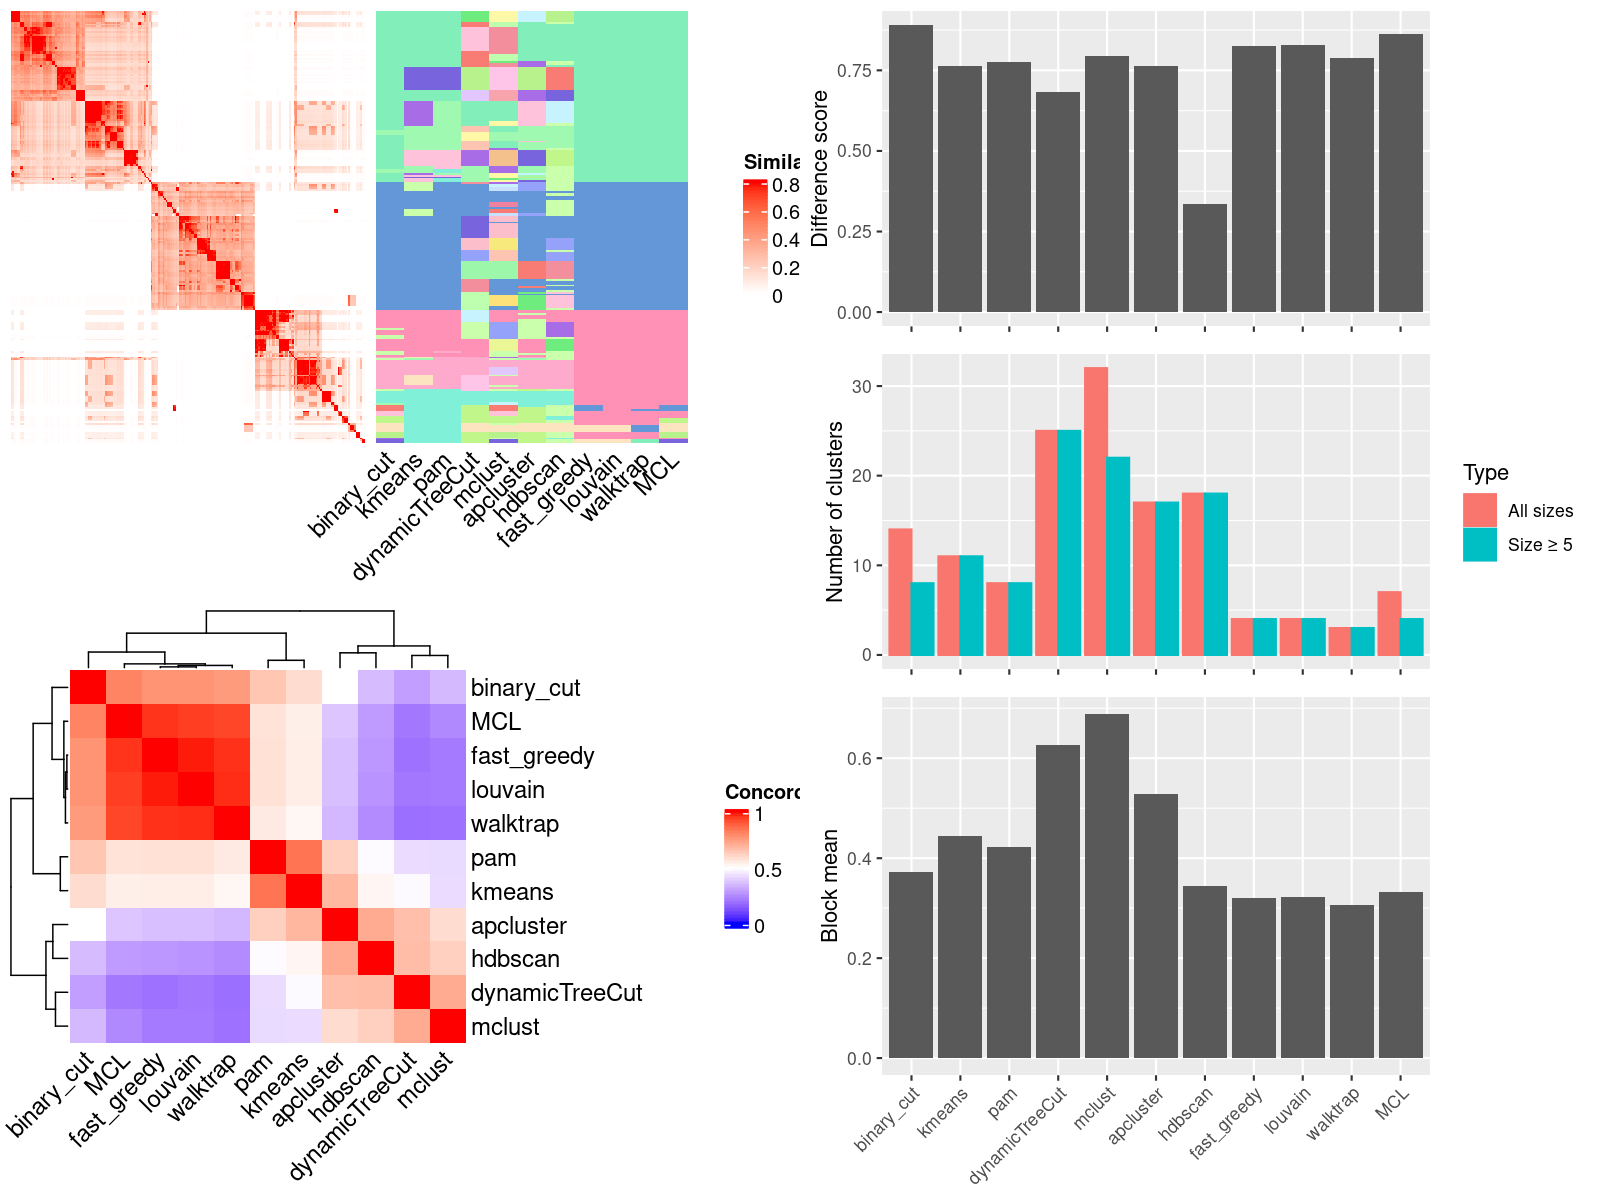 Simila
0.8
0.6
0.4
0.2
0
binary_cut
kmeans
pam
dynamicTreeCut
mclust
apcluster
hdbscan
fast_greedy
louvain
walktrap
MCL
Difference score
0.75
0.50
0.25
0.00
Number of clusters
30
20
10
0
Type
All sizes
Size ≥ 5
Block mean
0.6
0.4
0.2
0.0
binary_cut
kmeans
pam
dynamicTreeCut
mclust
apcluster
hdbscan
fast_greedy
louvain
walktrap
MCL
binary_cut
MCL
fast_greedy
louvain
walktrap
pam
kmeans
apcluster
hdbscan
dynamicTreeCut
mclust
binary_cut
MCL
fast_greedy
louvain
walktrap
pam
kmeans
apcluster
hdbscan
dynamicTreeCut
mclust
Concord
1
0.5
0